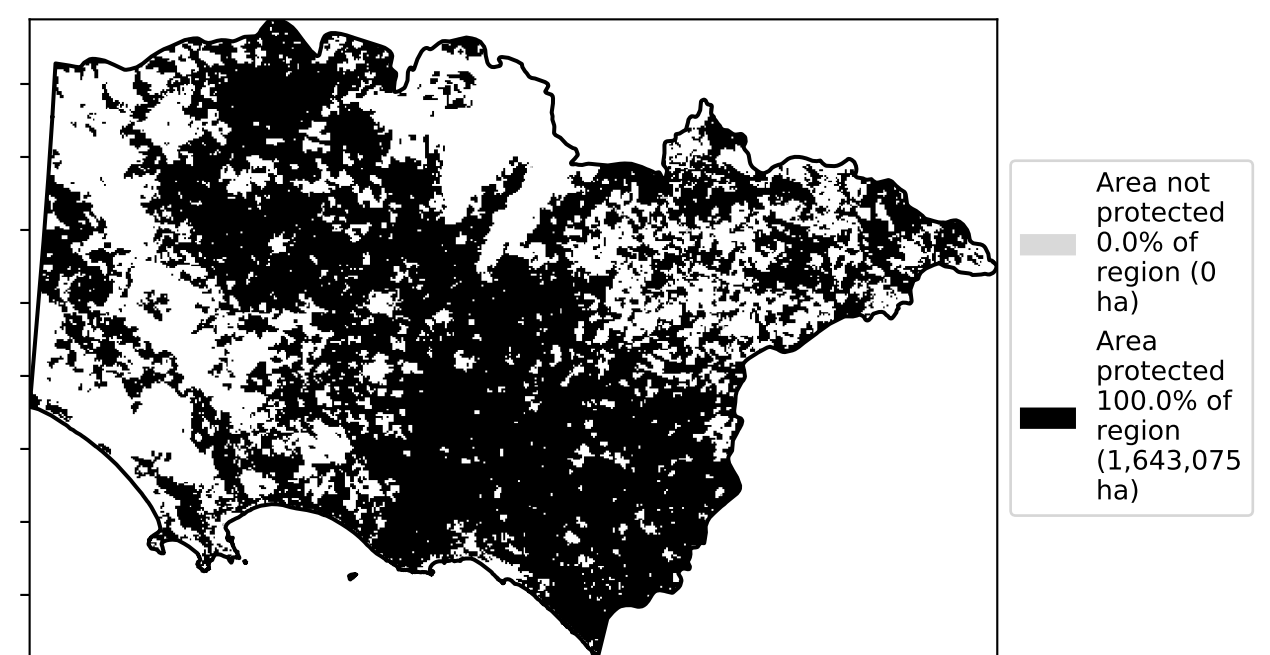 Area not
protected
0.0% of
region (0
ha)
Area
protected
100.0% of
region
(1,643,075
ha)